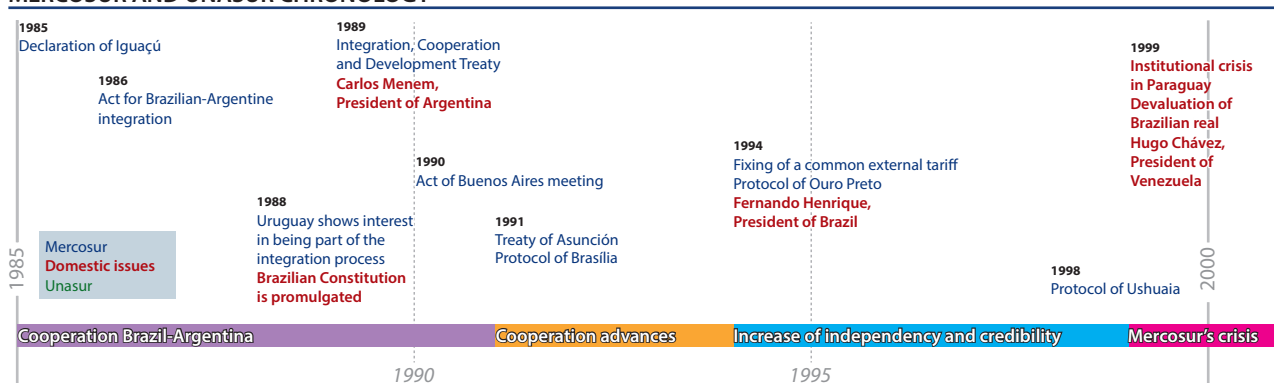 MERCOSUR AND UNASUR CHRONOLOGY
1985
Declaration of Iguaçú
1986
Act for Brazilian-Argentine
integration
1988
Uruguay shows interest
in being part of the
integration process
Brazilian Constitution
is promulgated
1989
Integration, Cooperation
and Development Treaty
Carlos Menem,
President of Argentina
1990
Act of Buenos Aires meeting
1991
Treaty of Asunción
Protocol of Brasília
1994
Fixing of a common external tariff
Protocol of Ouro Preto
Fernando Henrique,
President of Brazil
1998
Protocol of Ushuaia
1999
Institutional crisis
in Paraguay
Devaluation of
Brazilian real
Hugo Chávez,
President of
Venezuela
Mercosur
Domestic issues
Unasur
1985
2000
Cooperation Brazil-Argentina
Cooperation advances
Increase of independency and credibility
Mercosur's crisis
1990
1995